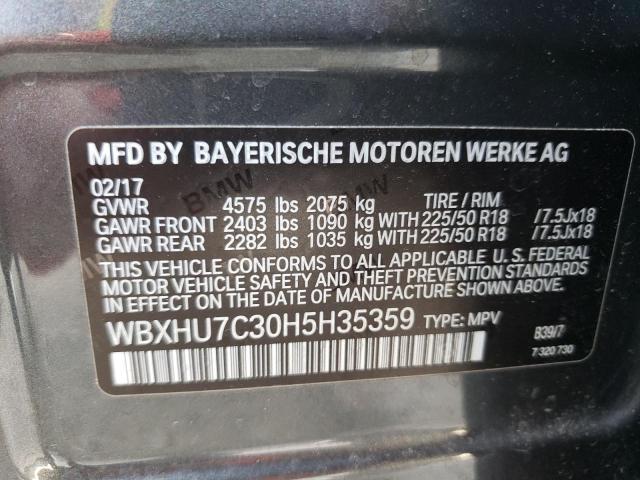 MFD BY BAYERISCHE MOTOREN WERKE AG
02/17
GVWR 4575 lbs 2075 kg TIRE / RIM
GAWR FRONT 2403 lbs 1090 kg WITH 225/50 R18 /7.5Jx18
GAWR REAR 2282 lbs 1035 kg WITH 225/50 R18 /7.5Jx18
THIS VEHICLE CONFORMS TO ALL APPLICABLE U. S. FEDERAL
MOTOR VEHICLE SAFETY AND THEFT PREVENTION STANDARDS
IN EFFECT ON THE DATE OF MANUFACTURE SHOWN ABOVE.
WBXHU7C30H5H35359 TYPE: MPV 839/7
7 320 730